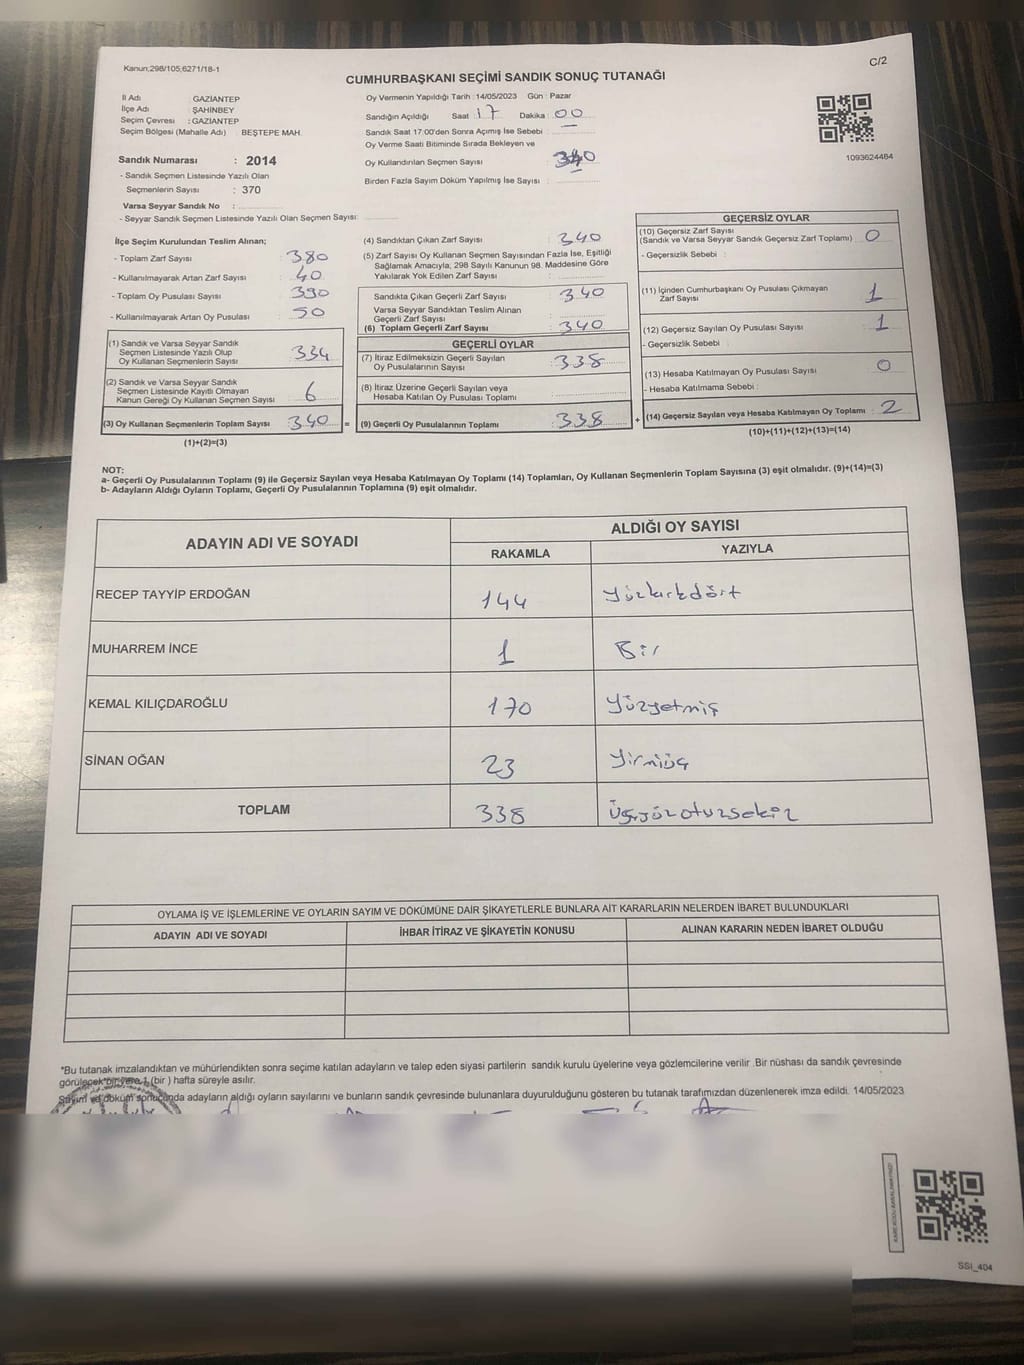 Kanun;298/105,6271/18-1
C/2
CUMHURBAŞKANI SEÇİMİ SANDIK SONUÇ TUTANAĞI
İl Adı GAZİANTEP
İlçe Adı : ŞAHİNBEY
Seçim Çevresi : GAZİANTEP
Seçim Bölgesi (Mahalle Adı) BEŞTEPE MAH.
Sandık Numarası : 2014
- Sandık Seçmen Listesinde Yazılı Olan
Seçmenlerin Sayısı : 370
Varsa Seyyar Sandık No :
- Seyyar Sandık Seçmen Listesinde Yazılı Olan Seçmen Sayısı:
Oy Vermenin Yapıldığı Tarih : 14/05/2023 Gün : Pazar
Sandığın Açıldığı Saat : 17 Dakika : 00
Sandık Saat 17:00'den Sonra Açımış İse Sebebi :
Oy Verme Saati Bitiminde Sırada Bekleyen ve
Oy Kullandırılan Seçmen Sayısı : 340
Birden Fazla Sayım Döküm Yapılmış İse Sayısı :
1093624484
İlçe Seçim Kurulundan Teslim Alınan;
- Toplam Zarf Sayısı : 380
- Kullanılmayarak Artan Zarf Sayısı : 40
- Toplam Oy Pusulası Sayısı : 390
- Kullanılmayarak Artan Oy Pusulası : 50
(1) Sandık ve Varsa Seyyar Sandık
Seçmen Listesinde Yazılı Olup
Oy Kullanan Seçmenlerin Sayısı : 334
(2) Sandık ve Varsa Seyyar Sandık
Seçmen Listesinde Kayıtlı Olmayan
Kanun Gereği Oy Kullanan Seçmen Sayısı : 6
(3) Oy Kullanan Seçmenlerin Toplam Sayısı : 340 =
(1)+(2)=(3)
(4) Sandıktan Çıkan Zarf Sayısı : 340
(5) Zarf Sayısı Oy Kullanan Seçmen Sayısından Fazla İse, Eşitliği
Sağlamak Amacıyla, 298 Sayılı Kanunun 98. Maddesine Göre
Yakılarak Yok Edilen Zarf Sayısı :
Sandıkta Çıkan Geçerli Zarf Sayısı : 340
Varsa Seyyar Sandıktan Teslim Alınan
Geçerli Zarf Sayısı :
(6) Toplam Geçerli Zarf Sayısı : 340
GEÇERLİ OYLAR
(7) İtiraz Edilmeksizin Geçerli Sayılan
Oy Pusulalarının Sayısı : 338
(8) İtiraz Üzerine Geçerli Sayılan veya
Hesaba Katılan Oy Pusulası Toplamı :
(9) Geçerli Oy Pusulalarının Toplamı : 338 +
GEÇERSİZ OYLAR
(10) Geçersiz Zarf Sayısı
(Sandık ve Varsa Seyyar Sandık Geçersiz Zarf Toplamı) : 0
- Geçersizlik Sebebi :
(11) İçinden Cumhurbaşkanı Oy Pusulası Çıkmayan
Zarf Sayısı : 1
(12) Geçersiz Sayılan Oy Pusulası Sayısı : 1
- Geçersizlik Sebebi :
(13) Hesaba Katılmayan Oy Pusulası Sayısı : 0
- Hesaba Katılmama Sebebi :
(14) Geçersiz Sayılan veya Hesaba Katılmayan Oy Toplamı : 2
(10)+(11)+(12)+(13)=(14)
NOT:
a- Geçerli Oy Pusulalarının Toplamı (9) ile Geçersiz Sayılan veya Hesaba Katılmayan Oy Toplamı (14) Toplamları, Oy Kullanan Seçmenlerin Toplam Sayısına (3) eşit olmalıdır. (9)+(14)=(3)
b- Adayların Aldığı Oyların Toplamı, Geçerli Oy Pusulalarının Toplamına (9) eşit olmalıdır.
ADAYIN ADI VE SOYADI ALDIĞI OY SAYISI
RAKAMLA YAZIYLA
RECEP TAYYİP ERDOĞAN 144 yüzkırkdört
MUHARREM İNCE 1 Bir
KEMAL KILIÇDAROĞLU 170 yüzyetmiş
SİNAN OĞAN 23 yirmiüç
TOPLAM 338 üçyüzotuzsekiz
OYLAMA İŞ VE İŞLEMLERİNE VE OYLARIN SAYIM VE DÖKÜMÜNE DAİR ŞİKAYETLERLE BUNLARA AİT KARARLARIN NELERDEN İBARET BULUNDUKLARI
ADAYIN ADI VE SOYADI İHBAR İTİRAZ VE ŞİKAYETİN KONUSU ALINAN KARARIN NEDEN İBARET OLDUĞU
*Bu tutanak imzalandıktan ve mühürlendikten sonra seçime katılan adayların ve talep eden siyasi partilerin sandık kurulu üyelerine veya gözlemcilerine verilir .Bir nüshası da sandık çevresinde
görülecek bir yere 1 (bir ) hafta süreyle asılır.
Sayım ve döküm sonucunda adayların aldığı oyların sayılarını ve bunların sandık çevresinde bulunanlara duyurulduğunu gösteren bu tutanak tarafımızdan düzenlenerek imza edildi. 14/05/2023
SSİ_404